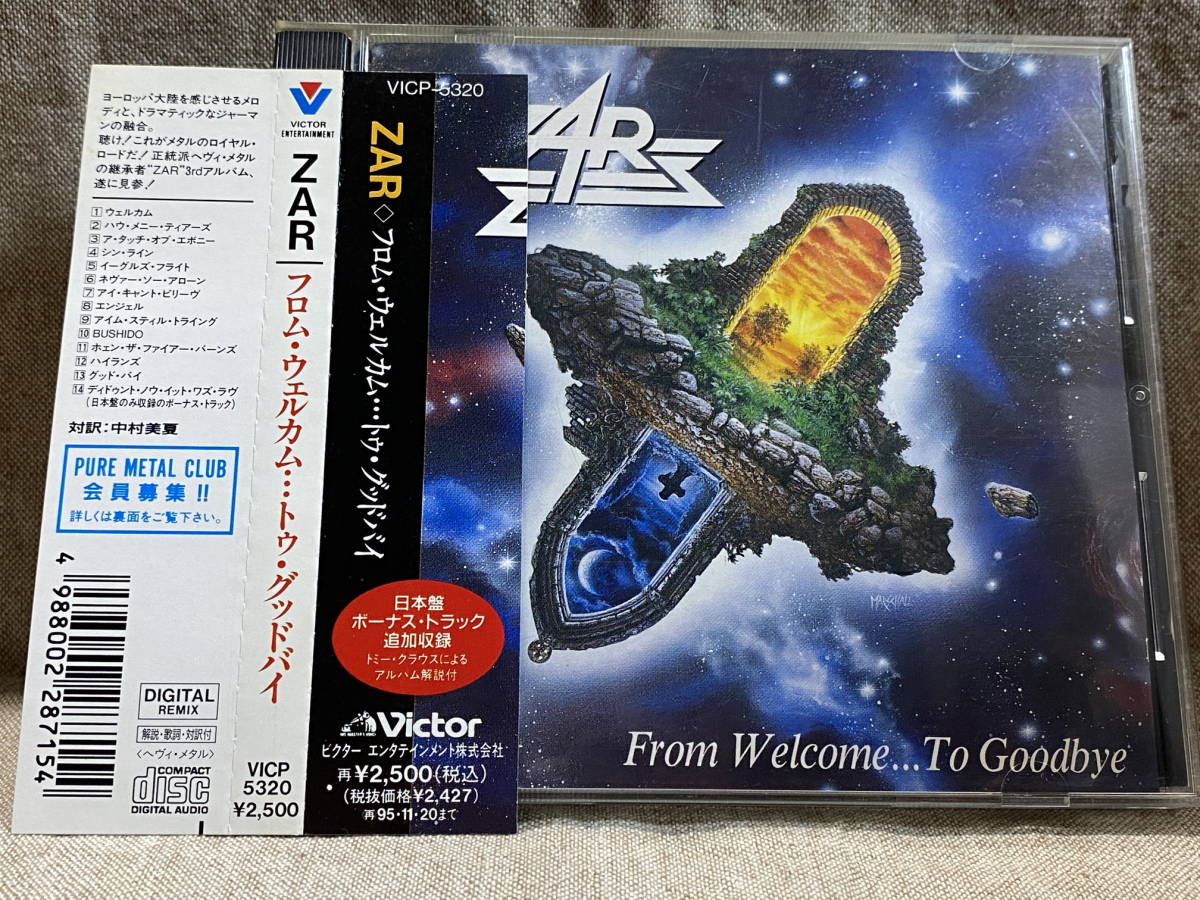 ヨーロッパ大陸を感じさせるメロ
ディと、ドラマティックなジャーマ
ンの融合。
聴け!これがメタルのロイヤル・
ロードだ!正統派ヘヴィ・メタル
の継承者"ZAR"3rdアルバム、
遂に見参!
1 ウェルカム
2 ハウ・メニー・ティアーズ
3 ア・タッチ・オブ・エボニー
4 シン・ライン
5 イーグルズ・フライト
6 ネヴァー・ソー・アローン
7 アイ・キャント・ビリーヴ
8 エンジェル
9 アイム・スティル・トライング
10 BUSHIDO
11 ホェン・ザ・ファイアー・バーンズ
12 ハイランズ
13 グッド・バイ
14 ディドゥント・ノウ・イット・ワズ・ラヴ
(日本盤のみ収録のボーナス・トラック)
対訳:中村美夏
PURE METAL CLUB
会員募集!!
詳しくは裏面をご覧下さい。
4 988002 287154
DIGITAL
REMIX
解説・歌詞・対訳付
〈ヘヴィ・メタル〉
COMPACT
disc
DIGITAL AUDIO
VICTOR
ENTERTAINMENT
ZAR
フロム・ウェルカム…トゥ・グッドバイ
VICP
5320
¥2,500
VICP-5320
ZAR◇フロム・ウェルカム…トゥ・グッドバイ
日本盤
ボーナス・トラック
追加収録
トミー・クラウスによる
アルバム解説付
Victor
ビクター エンタテインメント株式会社
再¥2,500(税込)
(税抜価格¥2,427)
再95・11・20まで
ZAR
MARSHALL
From Welcome...To Goodbye